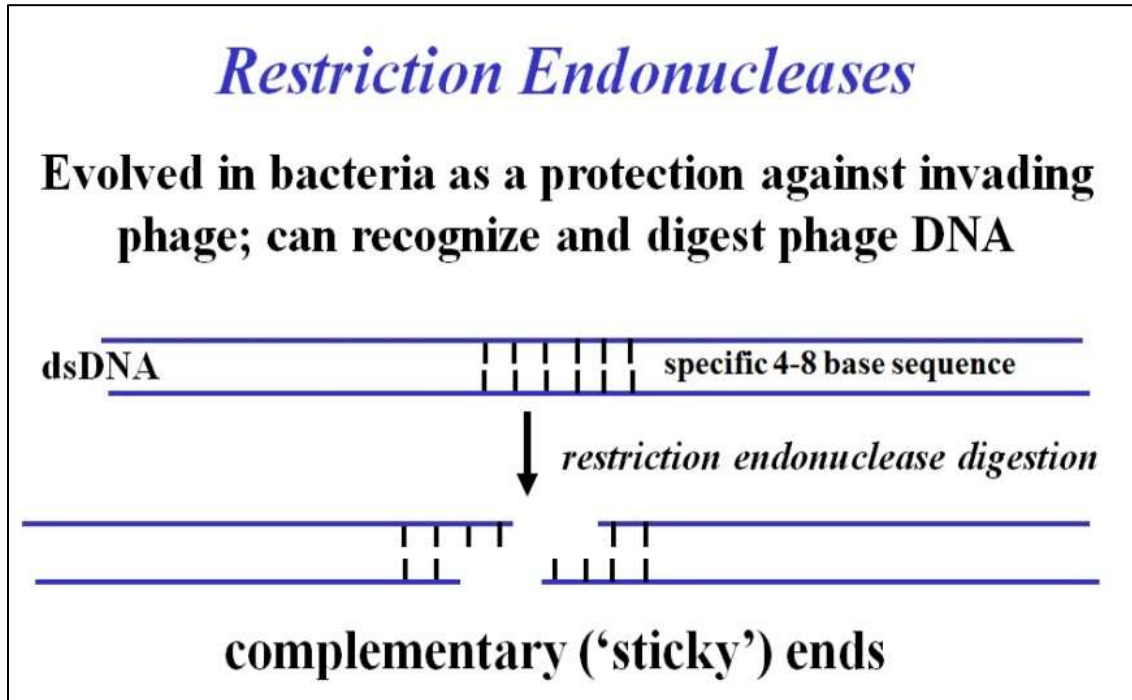 Restriction Endonucleases
Evolved in bacteria as a protection against invading
phage; can recognize and digest phage DNA
dsDNA
specific 4-8 base sequence
restriction endonuclease digestion
complementary (‘sticky’) ends